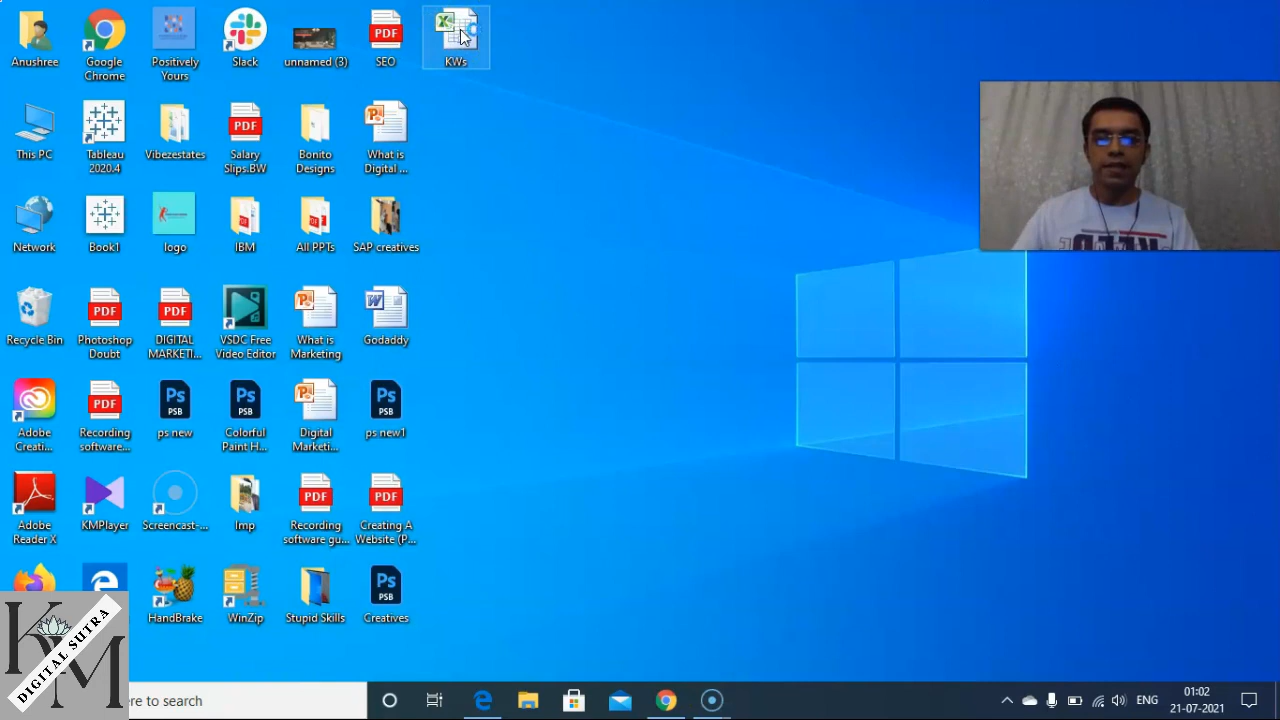 Anushree
Google
Chrome
Positively
Yours
Slack
unnamed (3)
PDF
SEO
KWs
This PC
Tableau
2020.4
Vibezestates
PDF
Salary
Slips.BW
Bonito
Designs
What is
Digital ...
Network
Book1
logo
PDF
IBM
PDF
All PPTs
SAP creatives
Recycle Bin
PDF
Photoshop
Doubt
PDF
DIGITAL
MARKETI...
VSDC Free
Video Editor
What is
Marketing
Godaddy
Adobe
Creati...
PDF
Recording
software...
Ps
PSB
ps new
Ps
PSB
Colorful
Paint H...
Digital
Marketi...
Ps
PSB
ps new1
Adobe
Reader X
KMPlayer
Screencast-...
Imp
PDF
Recording
software gu...
PDF
Creating A
Website (P...
HandBrake
WinZip
Stupid Skills
Ps
PSB
Creatives
KM
DIGITAL SUTRA
ere to search
ENG
01:02
21-07-2021